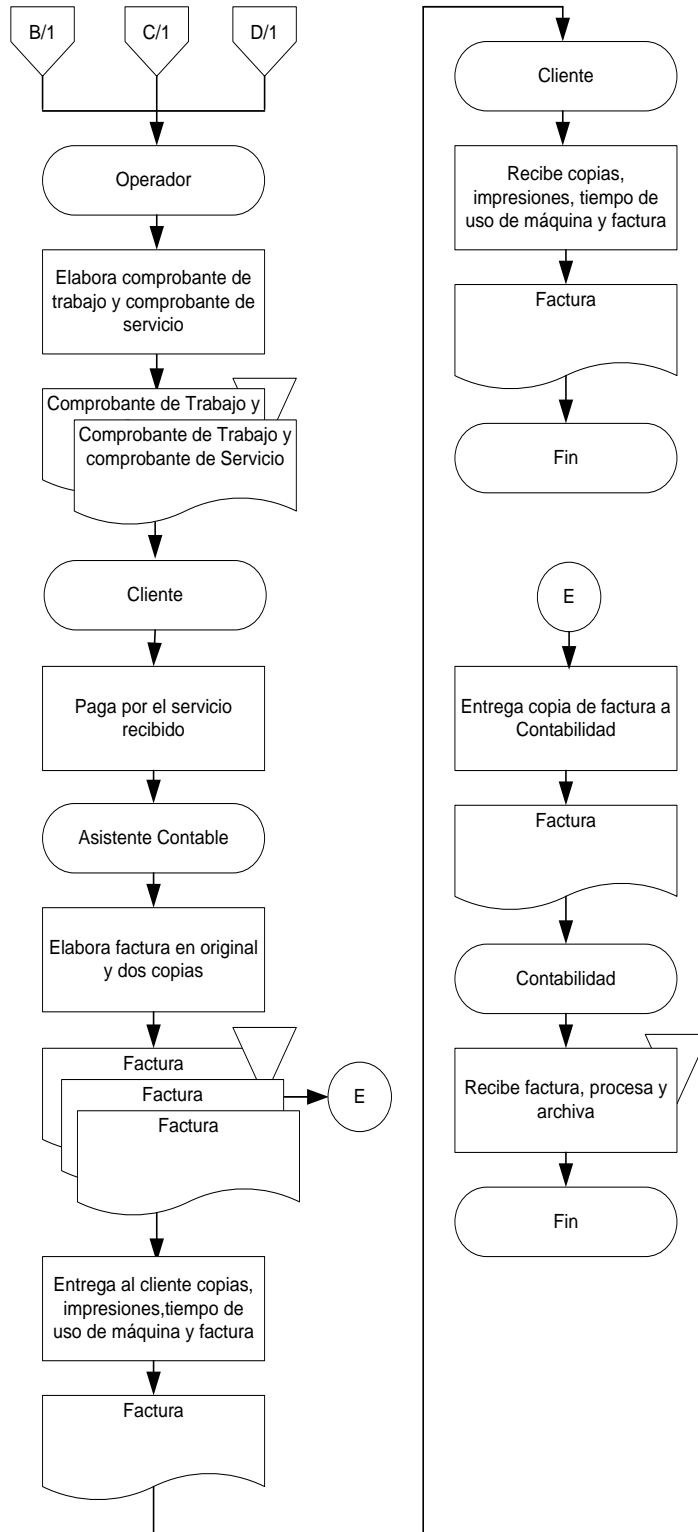 B/1
C/1
D/1
Operador
Elabora comprobante de
trabajo y comprobante de
servicio
Comprobante de Trabajo y
Comprobante de Trabajo y
comprobante de Servicio
Cliente
Paga por el servicio
recibido
Asistente Contable
Elabora factura en original
y dos copias
Factura
Factura
Factura
E
Entrega al cliente copias,
impresiones,tiempo de
uso de máquina y factura
Factura
Cliente
Recibe copias,
impresiones, tiempo de
uso de máquina y factura
Factura
Fin
E
Entrega copia de factura a
Contabilidad
Factura
Contabilidad
Recibe factura, procesa y
archiva
Fin